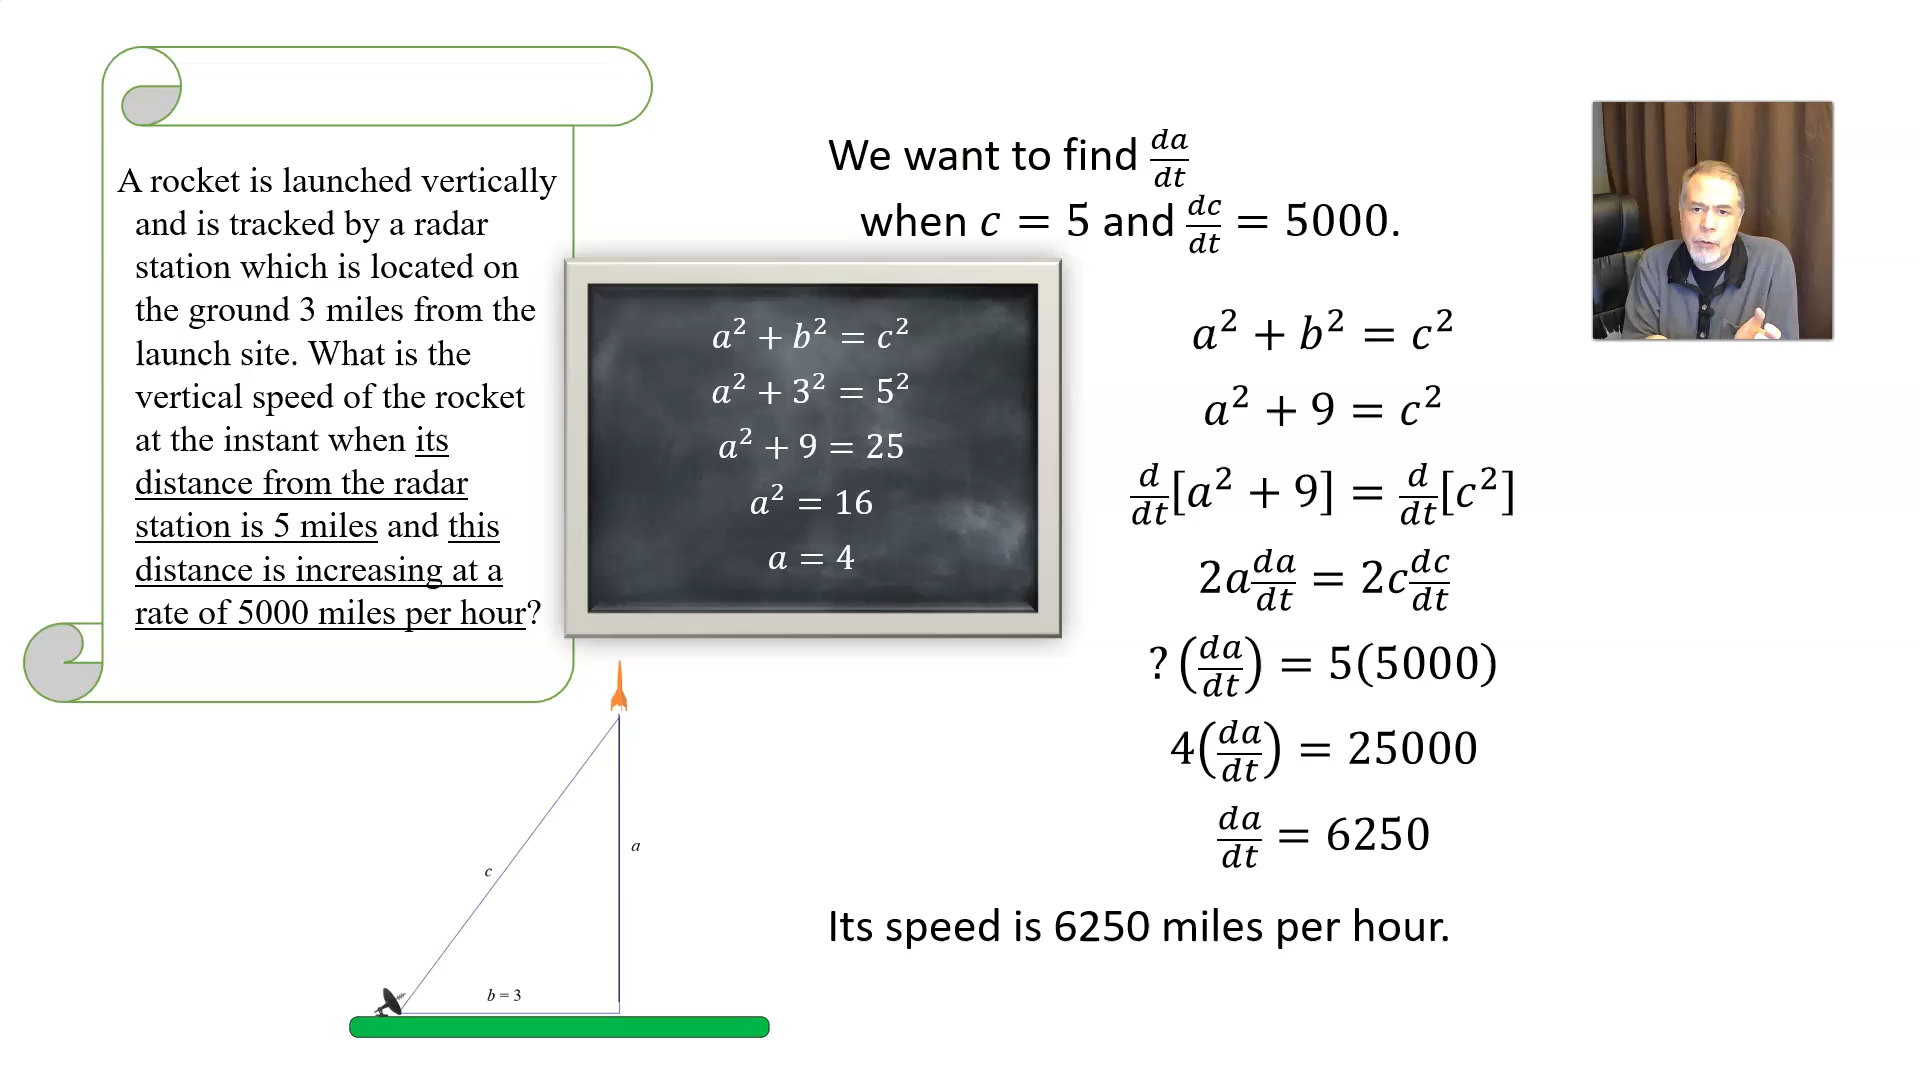 A rocket is launched vertically
and is tracked by a radar
station which is located on
the ground 3 miles from the
launch site. What is the
vertical speed of the rocket
at the instant when its
distance from the radar
station is 5 miles and this
distance is increasing at a
rate of 5000 miles per hour?
a² + b² = c²
a² + 3² = 5²
a² + 9 = 25
a² = 16
a = 4
We want to find da/dt
when c = 5 and dc/dt = 5000.
a² + b² = c²
a² + 9 = c²
d/dt[a² + 9] = d/dt[c²]
2a da/dt = 2c dc/dt
? (da/dt) = 5(5000)
4(da/dt) = 25000
da/dt = 6250
Its speed is 6250 miles per hour.
a
c
b = 3